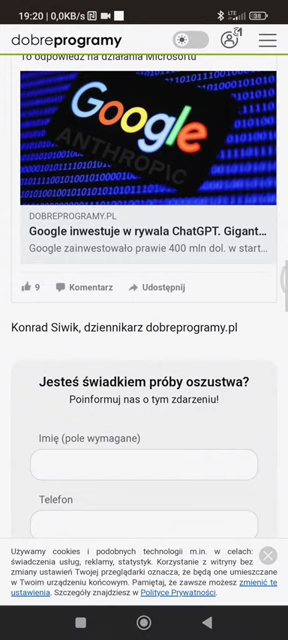 19:20 | 0,0KB/s
LTE
38
dobreprogramy
To odpowiedź na działania Microsoftu
Google
ANTHROPIC
DOBREPROGRAMY.PL
Google inwestuje w rywala ChatGPT. Gigant...
Google zainwestowało prawie 400 mln dol. w start...
9 Komentarz Udostępnij
Konrad Siwik, dziennikarz dobreprogramy.pl
Jesteś świadkiem próby oszustwa?
Poinformuj nas o tym zdarzeniu!
Imię (pole wymagane)
Telefon
Używamy cookies i podobnych technologii m.in. w celach:
świadczenia usług, reklamy, statystyk. Korzystanie z witryny bez
zmiany ustawień Twojej przeglądarki oznacza, że będą one umieszczane
w Twoim urządzeniu końcowym. Pamiętaj, że zawsze możesz zmienić te
ustawienia. Szczegóły znajdziesz w Polityce Prywatności.